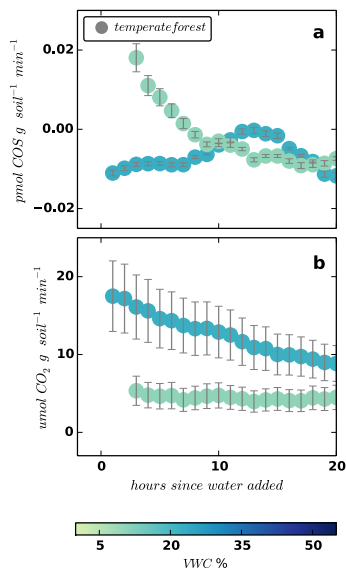 temperateforest
a
0.02
0.00
−0.02
pmol COS g soil⁻¹ min⁻¹
b
20
10
0
umol CO₂ g soil⁻¹ min⁻¹
0 10 20
hours since water added
5 20 35 50
VWC %